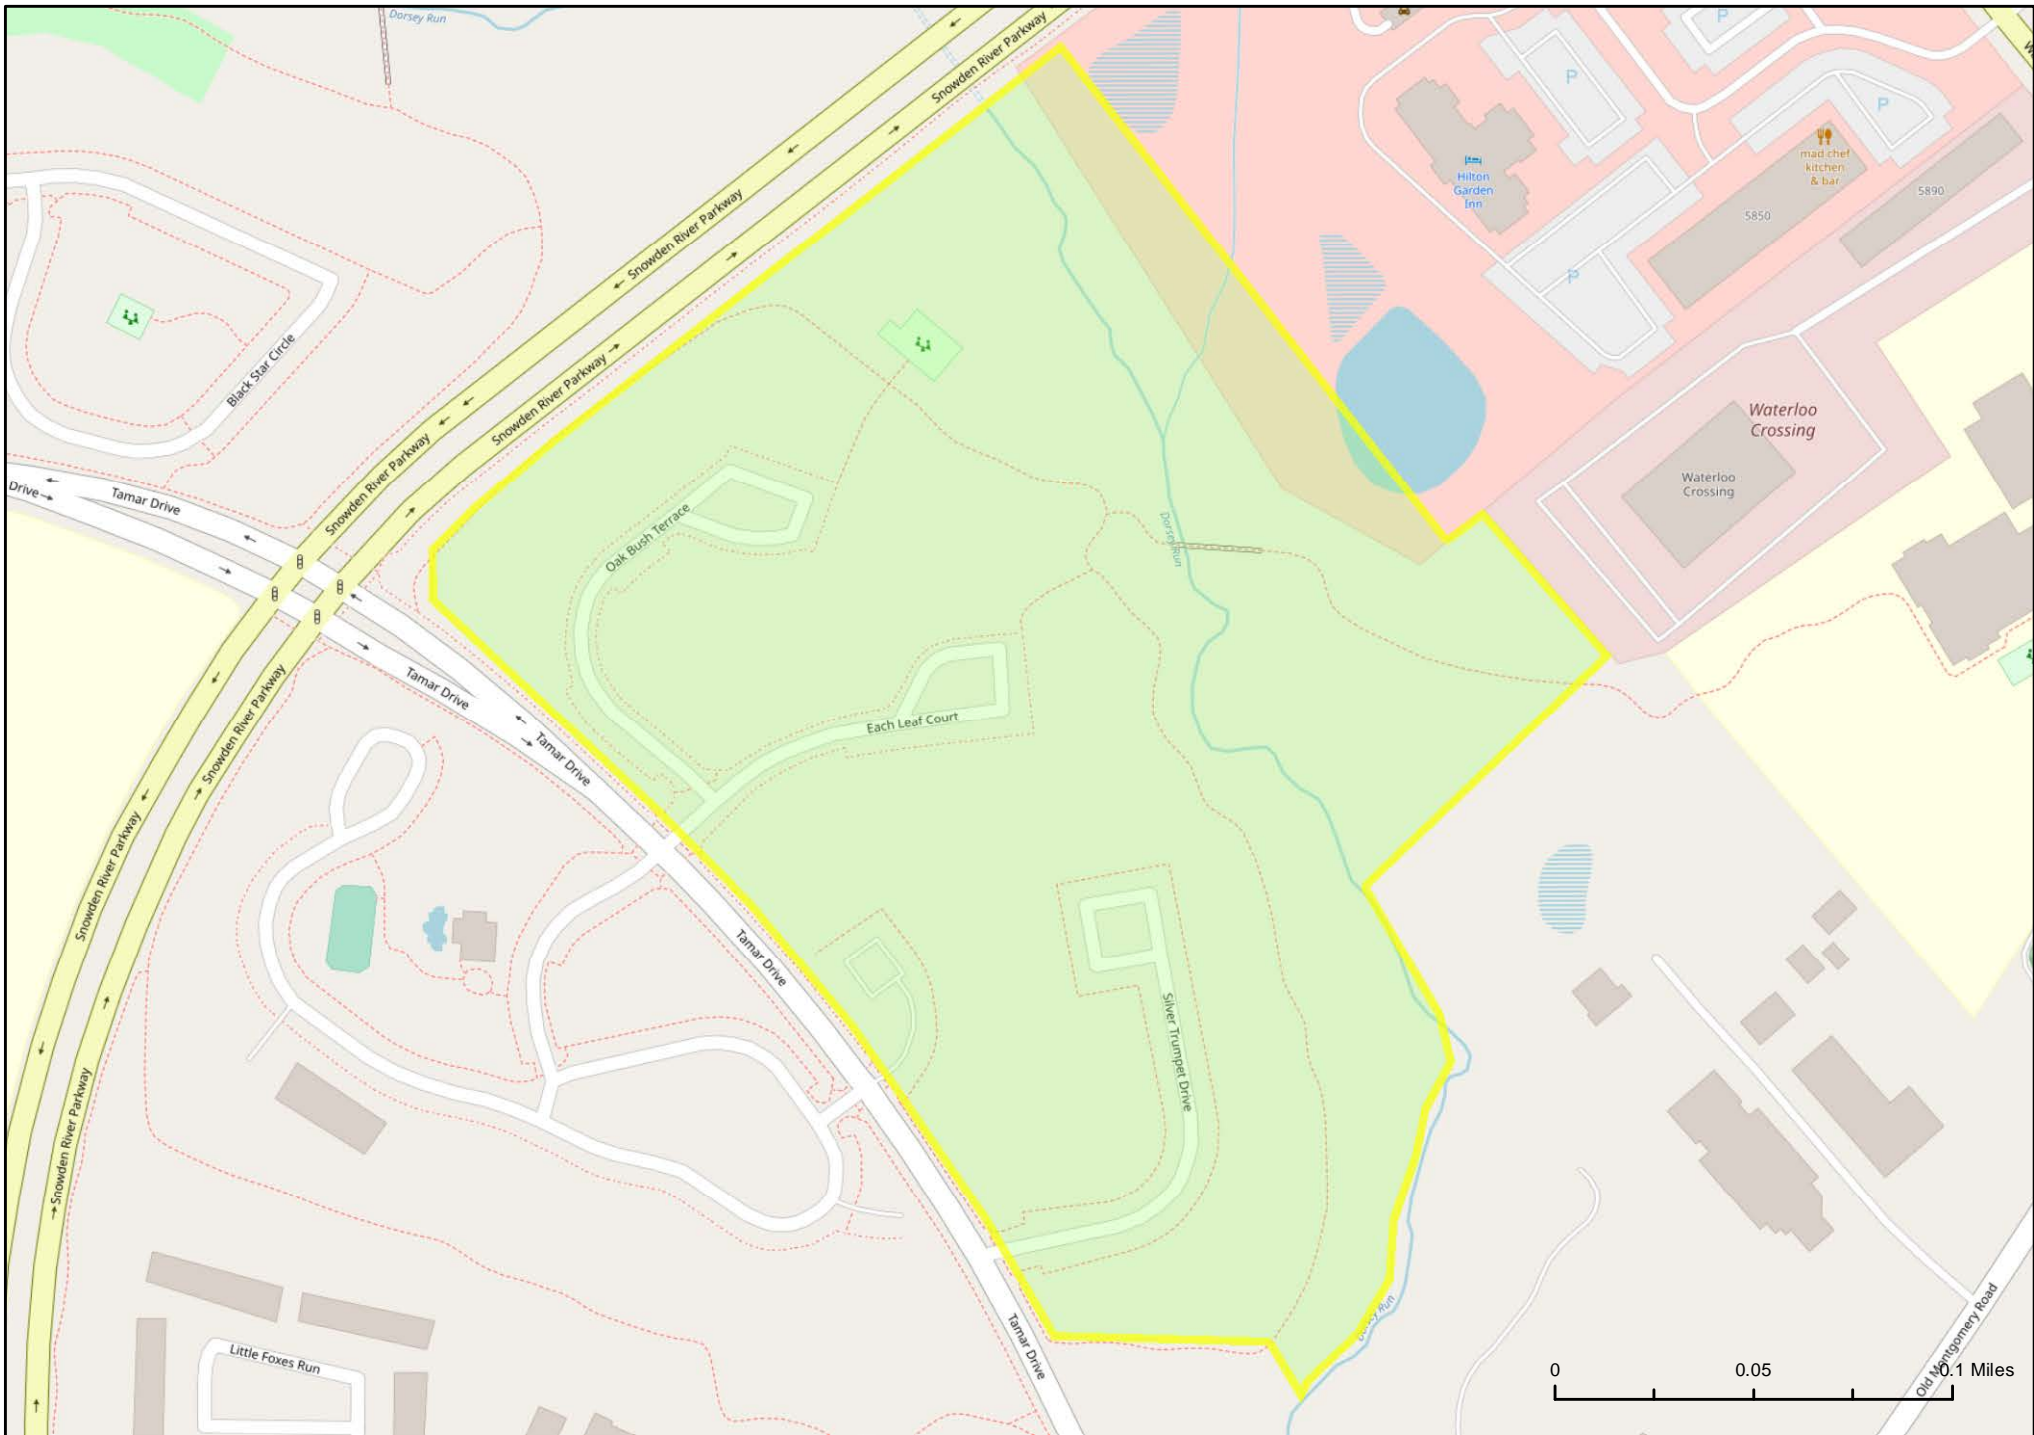 Dorsey Run
Snowden River Parkway
Snowden River Parkway
P
P
P
Hilton
Garden
Inn
mad chef
kitchen
& bar
5890
5850
P
Snowden River Parkway
Black Star Circle
Snowden River Parkway
Waterloo
Crossing
Waterloo
Crossing
Snowden River Parkway
Drive
Tamar Drive
Oak Bush Terrace
Dorsey Run
Tamar Drive
Snowden River Parkway
Each Leaf Court
Tamar Drive
Snowden River Parkway
Tamar Drive
Silver Trumpet Drive
Snowden River Parkway
Dorsey Run
Tamar Drive
Little Foxes Run
Old Montgomery Road
0 0.05 0.1 Miles